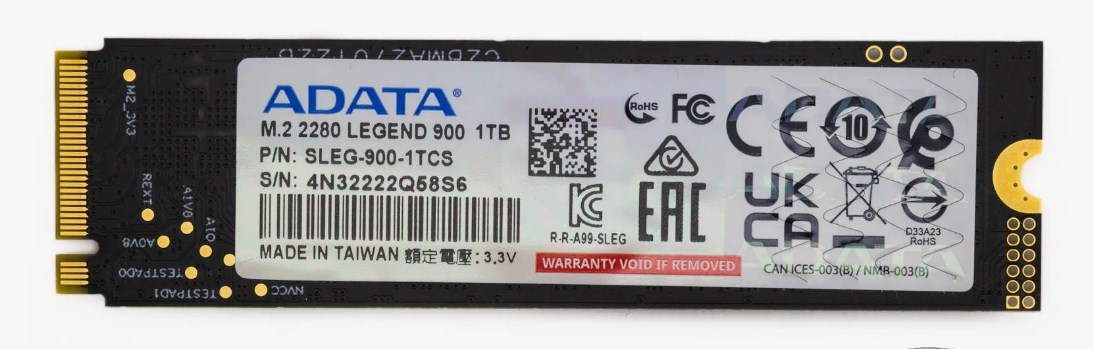 ADATA®
M.2 2280 LEGEND 900 1TB
P/N: SLEG-900-1TCS
S/N: 4N32222Q58S6
MADE IN TAIWAN 額定電壓: 3.3V
RoHS
FC
CE
10
R-R-A99-SLEG
EAC
UK
CA
D33A23
RoHS
WARRANTY VOID IF REMOVED
CAN ICES-003(B) / NMB-003(B)
M2_3V3
REXT
A1V8
A1O
A0V8
TESTPAD0
TESTPAD1
NVCC